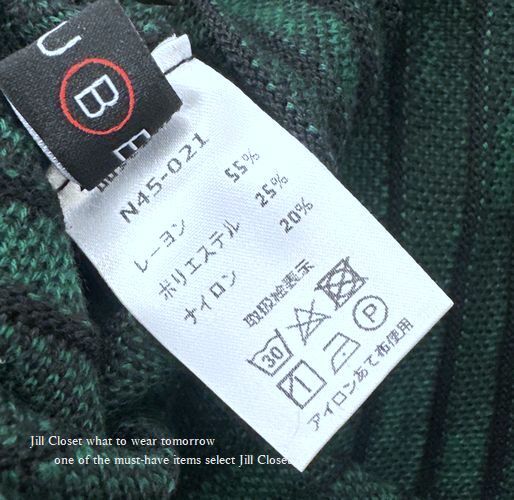 U B E
N45-021
レーヨン 55%
ポリエステル 25%
ナイロン 20%
取扱絵表示
30
P
アイロンあて布使用
Jill Closet what to wear tomorrow
one of the must-have items select Jill Closet